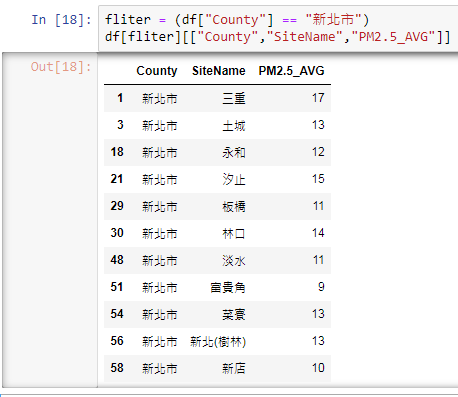 In [18]: fliter = (df["County"] == "新北市")
df[fliter][["County","SiteName","PM2.5_AVG"]]
Out[18]:
County SiteName PM2.5_AVG
1 新北市 三重 17
3 新北市 土城 13
18 新北市 永和 12
21 新北市 汐止 15
29 新北市 板橋 11
30 新北市 林口 14
48 新北市 淡水 11
51 新北市 富貴角 9
54 新北市 菜寮 13
56 新北市 新北(樹林) 13
58 新北市 新店 10